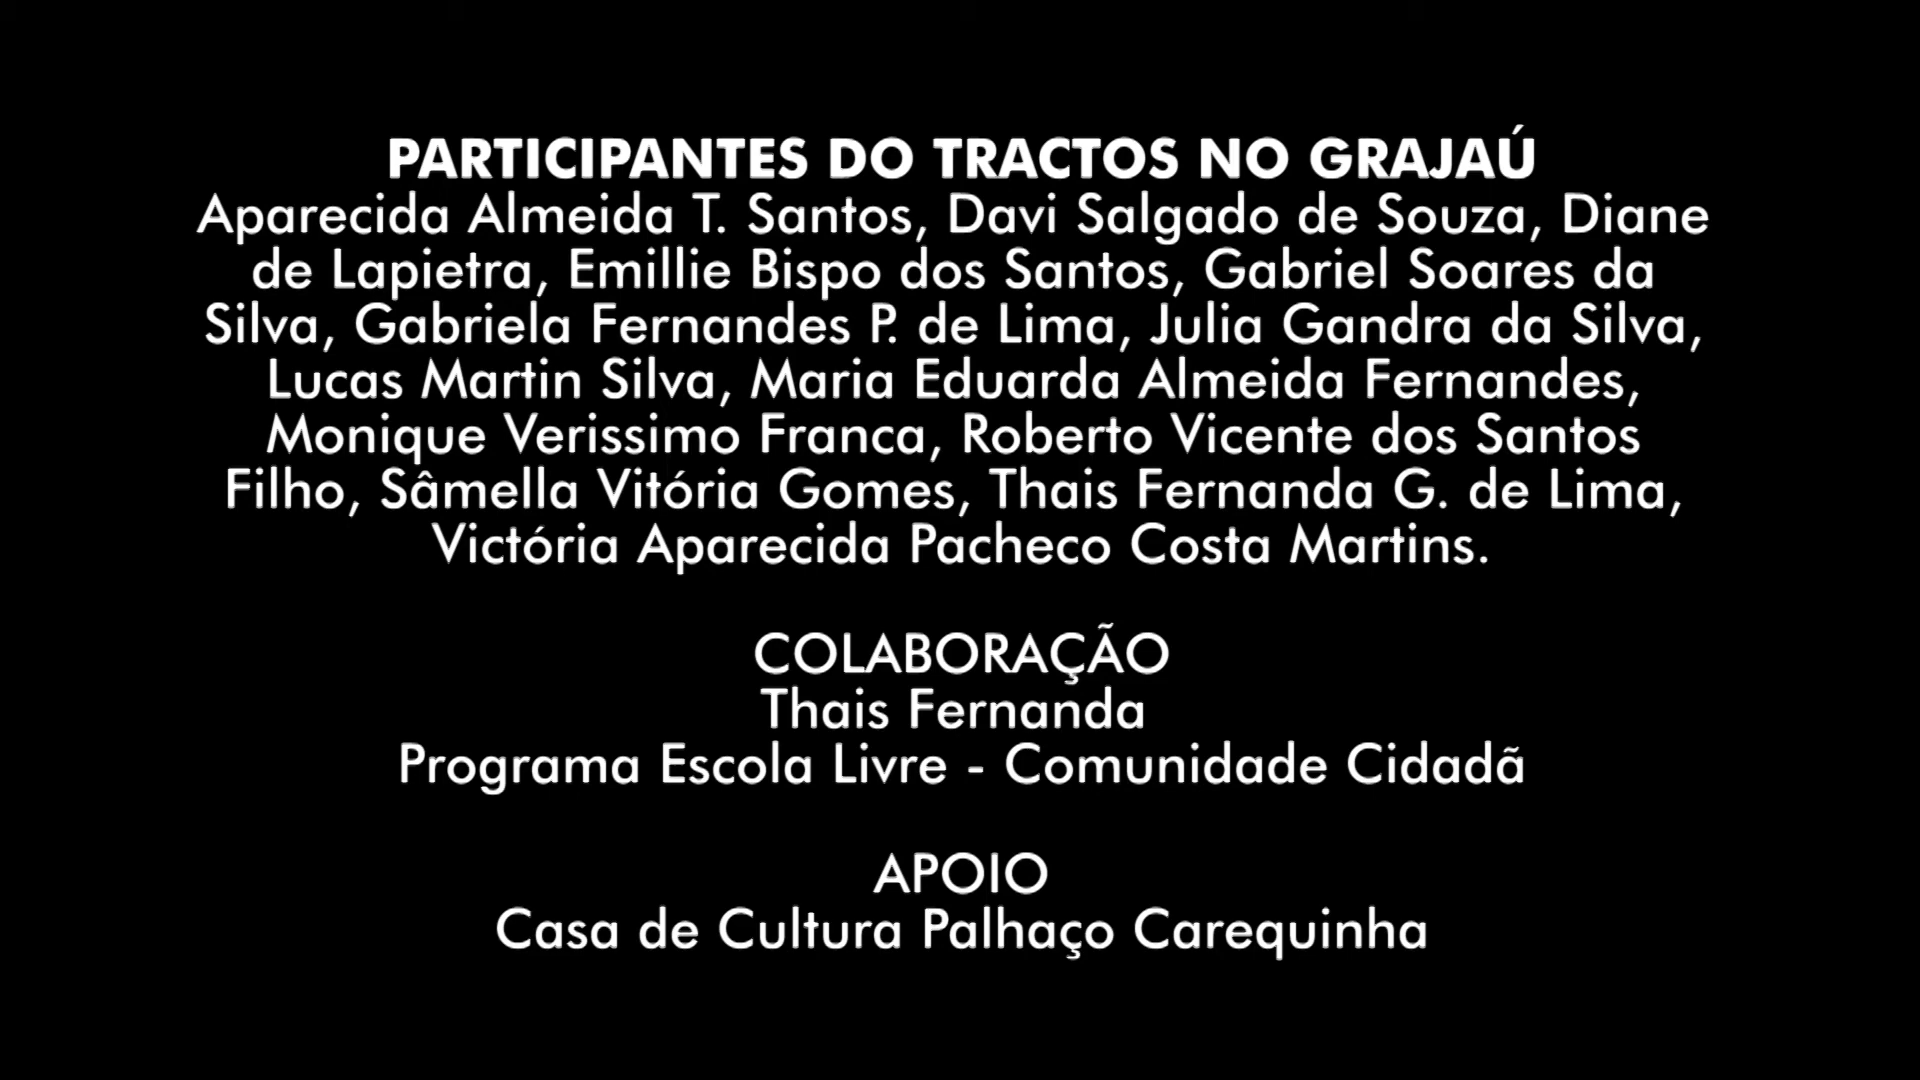 PARTICIPANTES DO TRACTOS NO GRAJAÚ
Aparecida Almeida T. Santos, Davi Salgado de Souza, Diane
de Lapietra, Emillie Bispo dos Santos, Gabriel Soares da
Silva, Gabriela Fernandes P. de Lima, Julia Gandra da Silva,
Lucas Martin Silva, Maria Eduarda Almeida Fernandes,
Monique Verissimo Franca, Roberto Vicente dos Santos
Filho, Sâmella Vitória Gomes, Thais Fernanda G. de Lima,
Victória Aparecida Pacheco Costa Martins.
COLABORAÇÃO
Thais Fernanda
Programa Escola Livre - Comunidade Cidadã
APOIO
Casa de Cultura Palhaço Carequinha